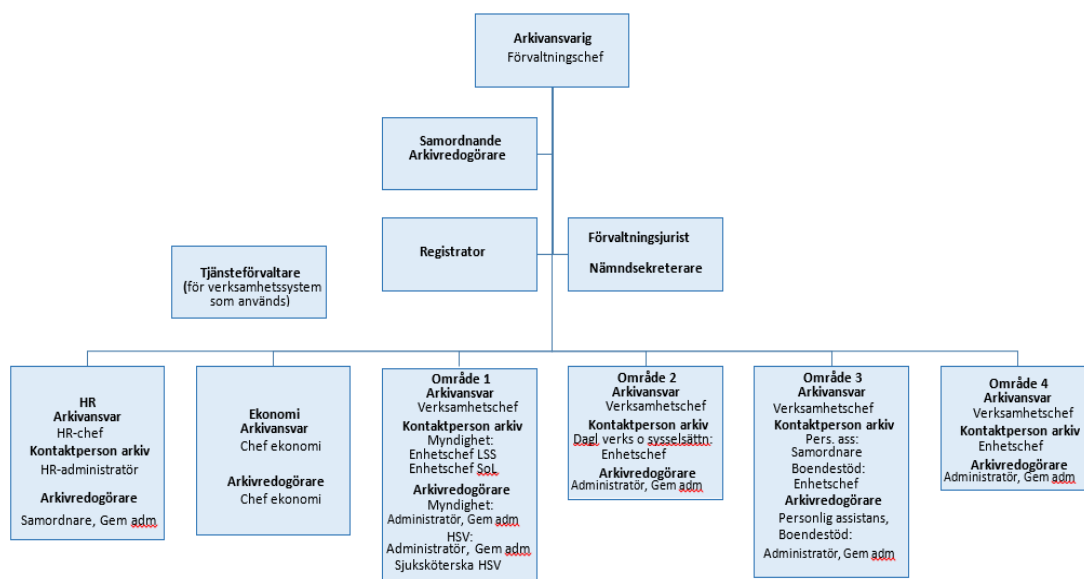 Arkivansvarig
Förvaltningschef
Samordnande
Arkivredogörare
Registrator
Förvaltningsjurist
Nämndsekreterare
Tjänsteförvaltare
(för verksamhetssystem
som används)
HR
Arkivansvar
HR-chef
Kontaktperson arkiv
HR-administratör
Arkivredogörare
Samordnare, Gem adm
Ekonomi
Arkivansvar
Chef ekonomi
Arkivredogörare
Chef ekonomi
Område 1
Arkivansvar
Verksamhetschef
Kontaktperson arkiv
Myndighet:
Enhetschef LSS
Enhetschef SoL
Arkivredogörare
Myndighet:
Administratör, Gem adm
HSV:
Administratör, Gem adm
Sjuksköterska HSV
Område 2
Arkivansvar
Verksamhetschef
Kontaktperson arkiv
Dagl verks o sysselsättn:
Enhetschef
Arkivredogörare
Administratör, Gem adm
Område 3
Arkivansvar
Verksamhetschef
Kontaktperson arkiv
Pers. ass:
Samordnare
Boendestöd:
Enhetschef
Arkivredogörare
Personlig assistans,
Boendestöd:
Administratör, Gem adm
Område 4
Arkivansvar
Verksamhetschef
Kontaktperson arkiv
Enhetschef
Arkivredogörare
Administratör, Gem adm